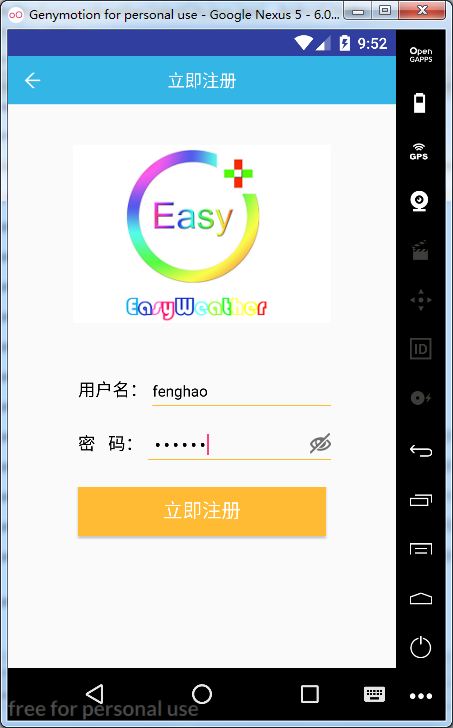 Genymotion for personal use - Google Nexus 5 - 6.0...
9:52
Open
GAPPS
立即注册
GPS
Easy
EasyWeather
ID
用户名： fenghao
密 码： ••••••
立即注册
free for personal use